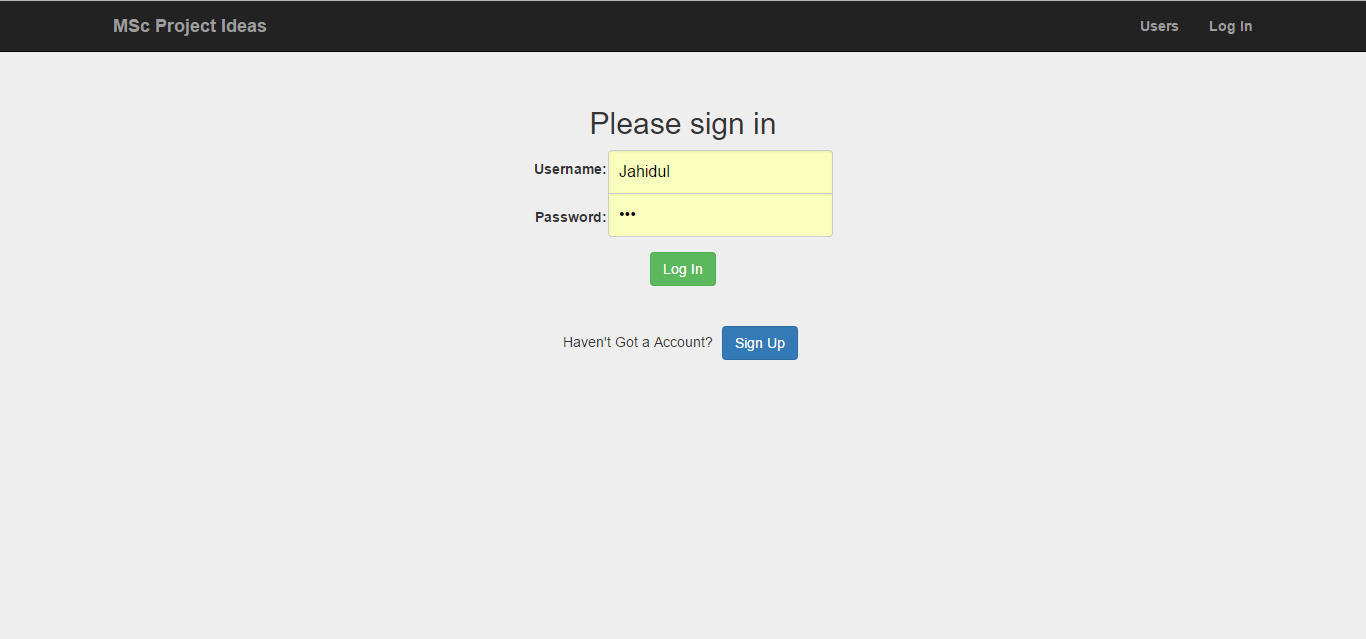 MSc Project Ideas Users Log In
Please sign in
Username: Jahidul
Password: •••
Log In
Haven't Got a Account? Sign Up